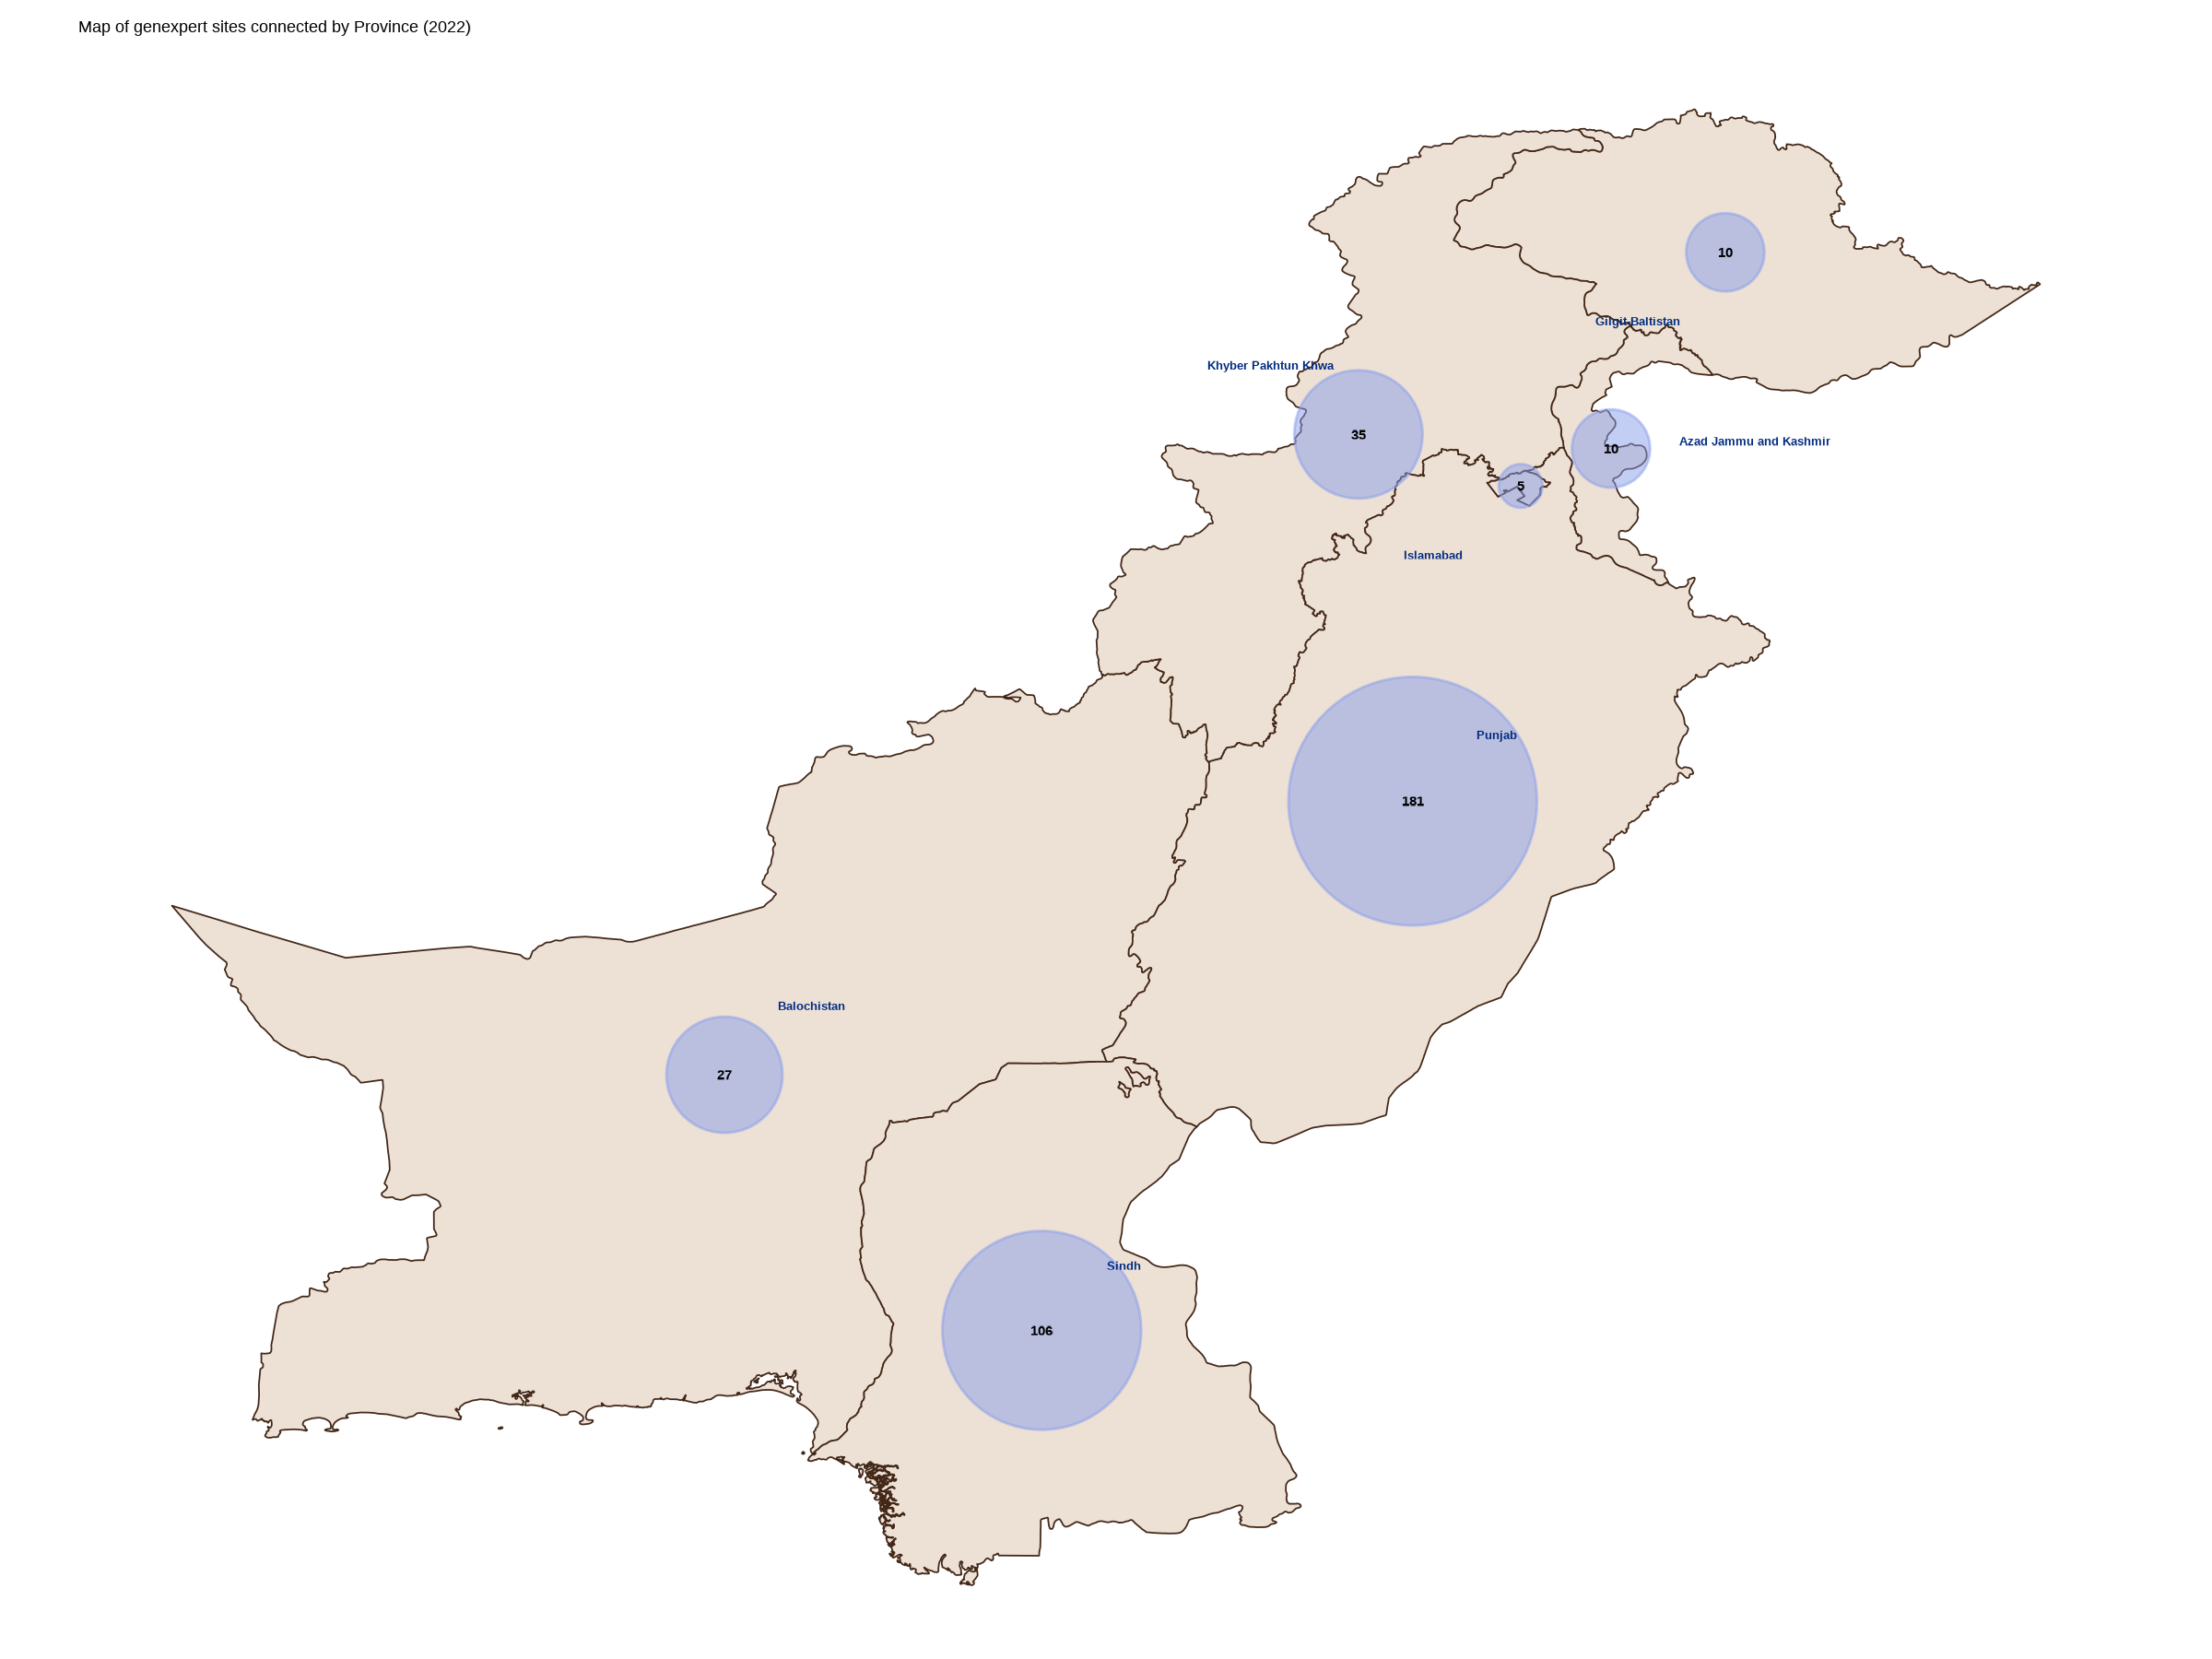 Map of genexpert sites connected by Province (2022)
10
Gilgit-Baltistan
Khyber Pakhtun Khwa
35
10
Azad Jammu and Kashmir
5
Islamabad
Punjab
181
Balochistan
27
Sindh
106